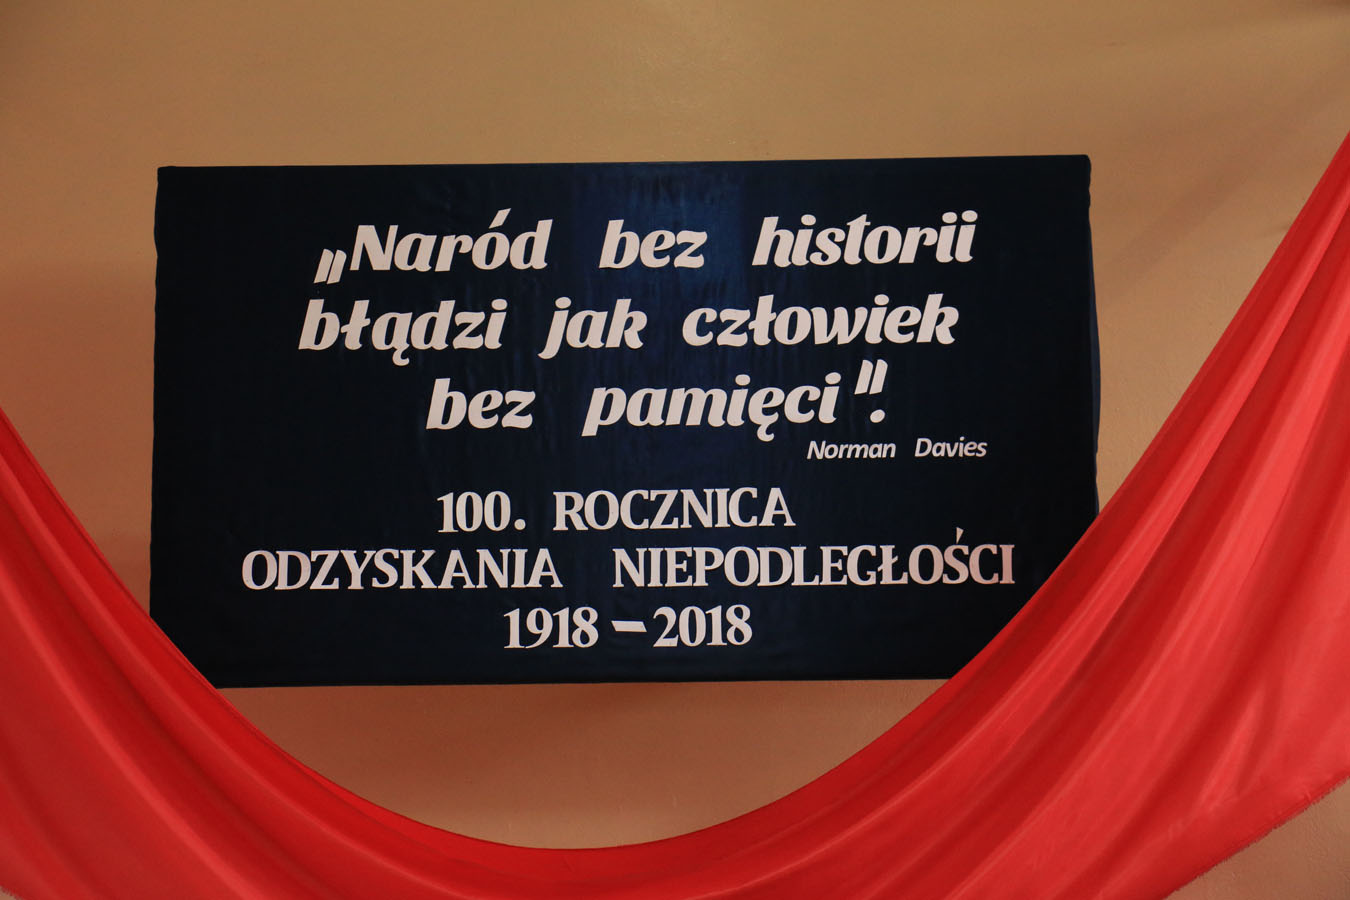 „Naród bez historii
błądzi jak człowiek
bez pamięci”.
Norman Davies
100. ROCZNICA
ODZYSKANIA NIEPODLEGŁOŚCI
1918 – 2018